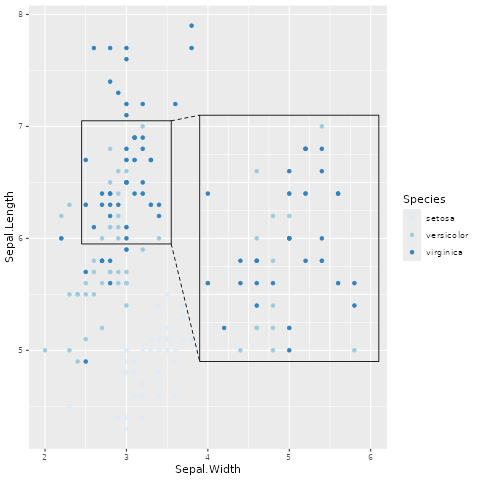 8
7
6
5
Sepal.Length
2
3
4
5
6
Sepal.Width
Species
setosa
versicolor
virginica